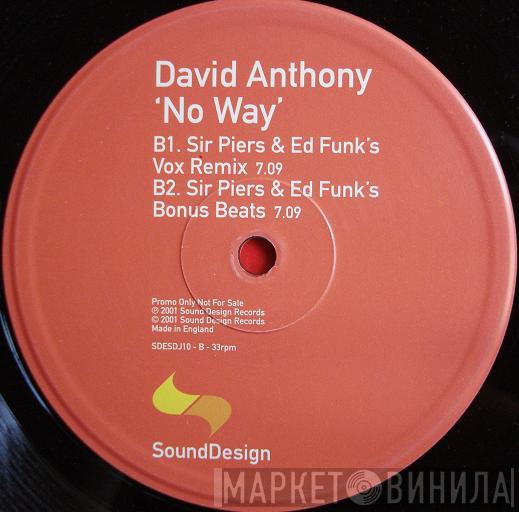 David Anthony
'No Way'
B1. Sir Piers & Ed Funk's
Vox Remix 7.09
B2. Sir Piers & Ed Funk's
Bonus Beats 7.09
Promo Only Not For Sale
℗ 2001 Sound Design Records
© 2001 Sound Design Records
Made in England
SDESDJ10 - B - 33rpm
SoundDesign
МАРКЕТ ВИНИЛА